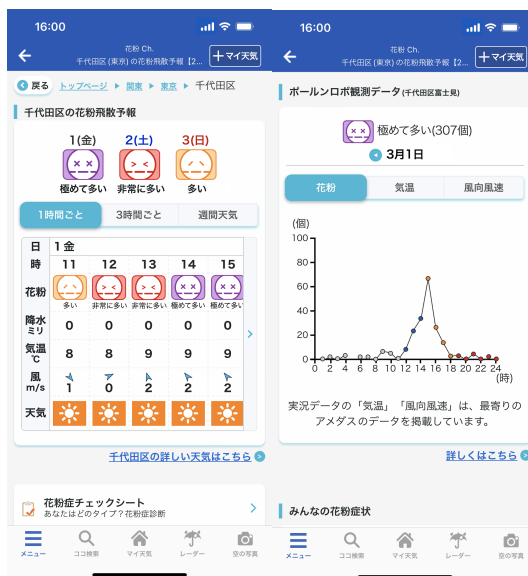 16:00
花粉 Ch.
千代田区 (東京) の花粉飛散予報【2...
＋マイ天気
戻る
トップページ ▶ 関東 ▶ 東京 ▶ 千代田区
千代田区の花粉飛散予報
1(金) 2(土) 3(日)
極めて多い 非常に多い 多い
1時間ごと 3時間ごと 週間天気
日 1 金
時 11 12 13 14 15
花粉
多い 非常に多い 非常に多い 極めて多い 極めて多い
降水 ミリ 0 0 0 0 0
気温 ℃ 8 8 9 9 9
風 m/s 1 0 2 2 2
天気
千代田区の詳しい天気はこちら
花粉症チェックシート
あなたはどのタイプ？花粉症診断
メニュー ココ検索 マイ天気 レーダー 空の写真
16:00
花粉 Ch.
千代田区 (東京) の花粉飛散予報【2...
＋マイ天気
ポールンロボ観測データ(千代田区富士見)
極めて多い(307個)
3月1日
花粉 気温 風向風速
(個)
100
80
60
40
20
0
0 2 4 6 8 10 12 14 16 18 20 22 24
(時)
実況データの「気温」「風向風速」は、最寄りの
アメダスのデータを掲載しています。
詳しくはこちら
みんなの花粉症状
メニュー ココ検索 マイ天気 レーダー 空の写真